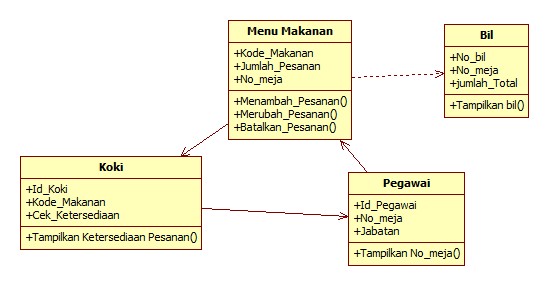 Menu Makanan
+Kode_Makanan
+Jumlah_Pesanan
+No_meja
+Menambah_Pesanan()
+Merubah_Pesanan()
+Batalkan_Pesanan()
Bil
+No_bil
+No_meja
+jumlah_Total
+Tampilkan bil()
Koki
+Id_Koki
+Kode_Makanan
+Cek_Ketersediaan
+Tampilkan Ketersediaan Pesanan()
Pegawai
+Id_Pegawai
+No_meja
+Jabatan
+Tampilkan No_meja()